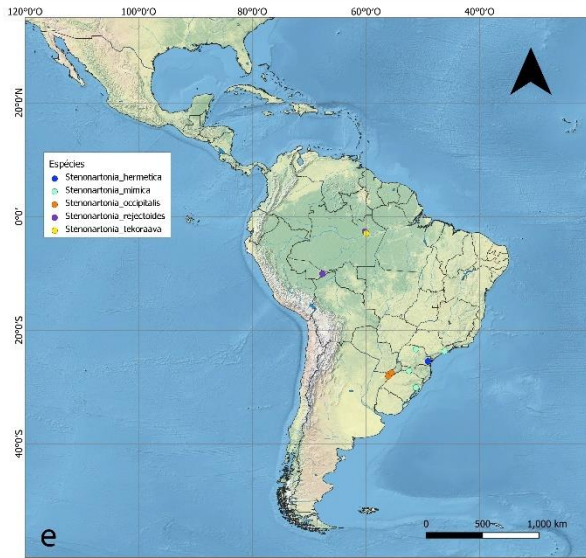 120°0'O 100°0'O 80°0'O 60°0'O 40°0'O
20°0'N
Espécies
Stenonartonia_hermetica
Stenonartonia_mimica
Stenonartonia_occipitalis
Stenonartonia_rejectoides
Stenonartonia_tekoraava
0°0'
20°0'S
40°0'S
e
0 500 1,000 km